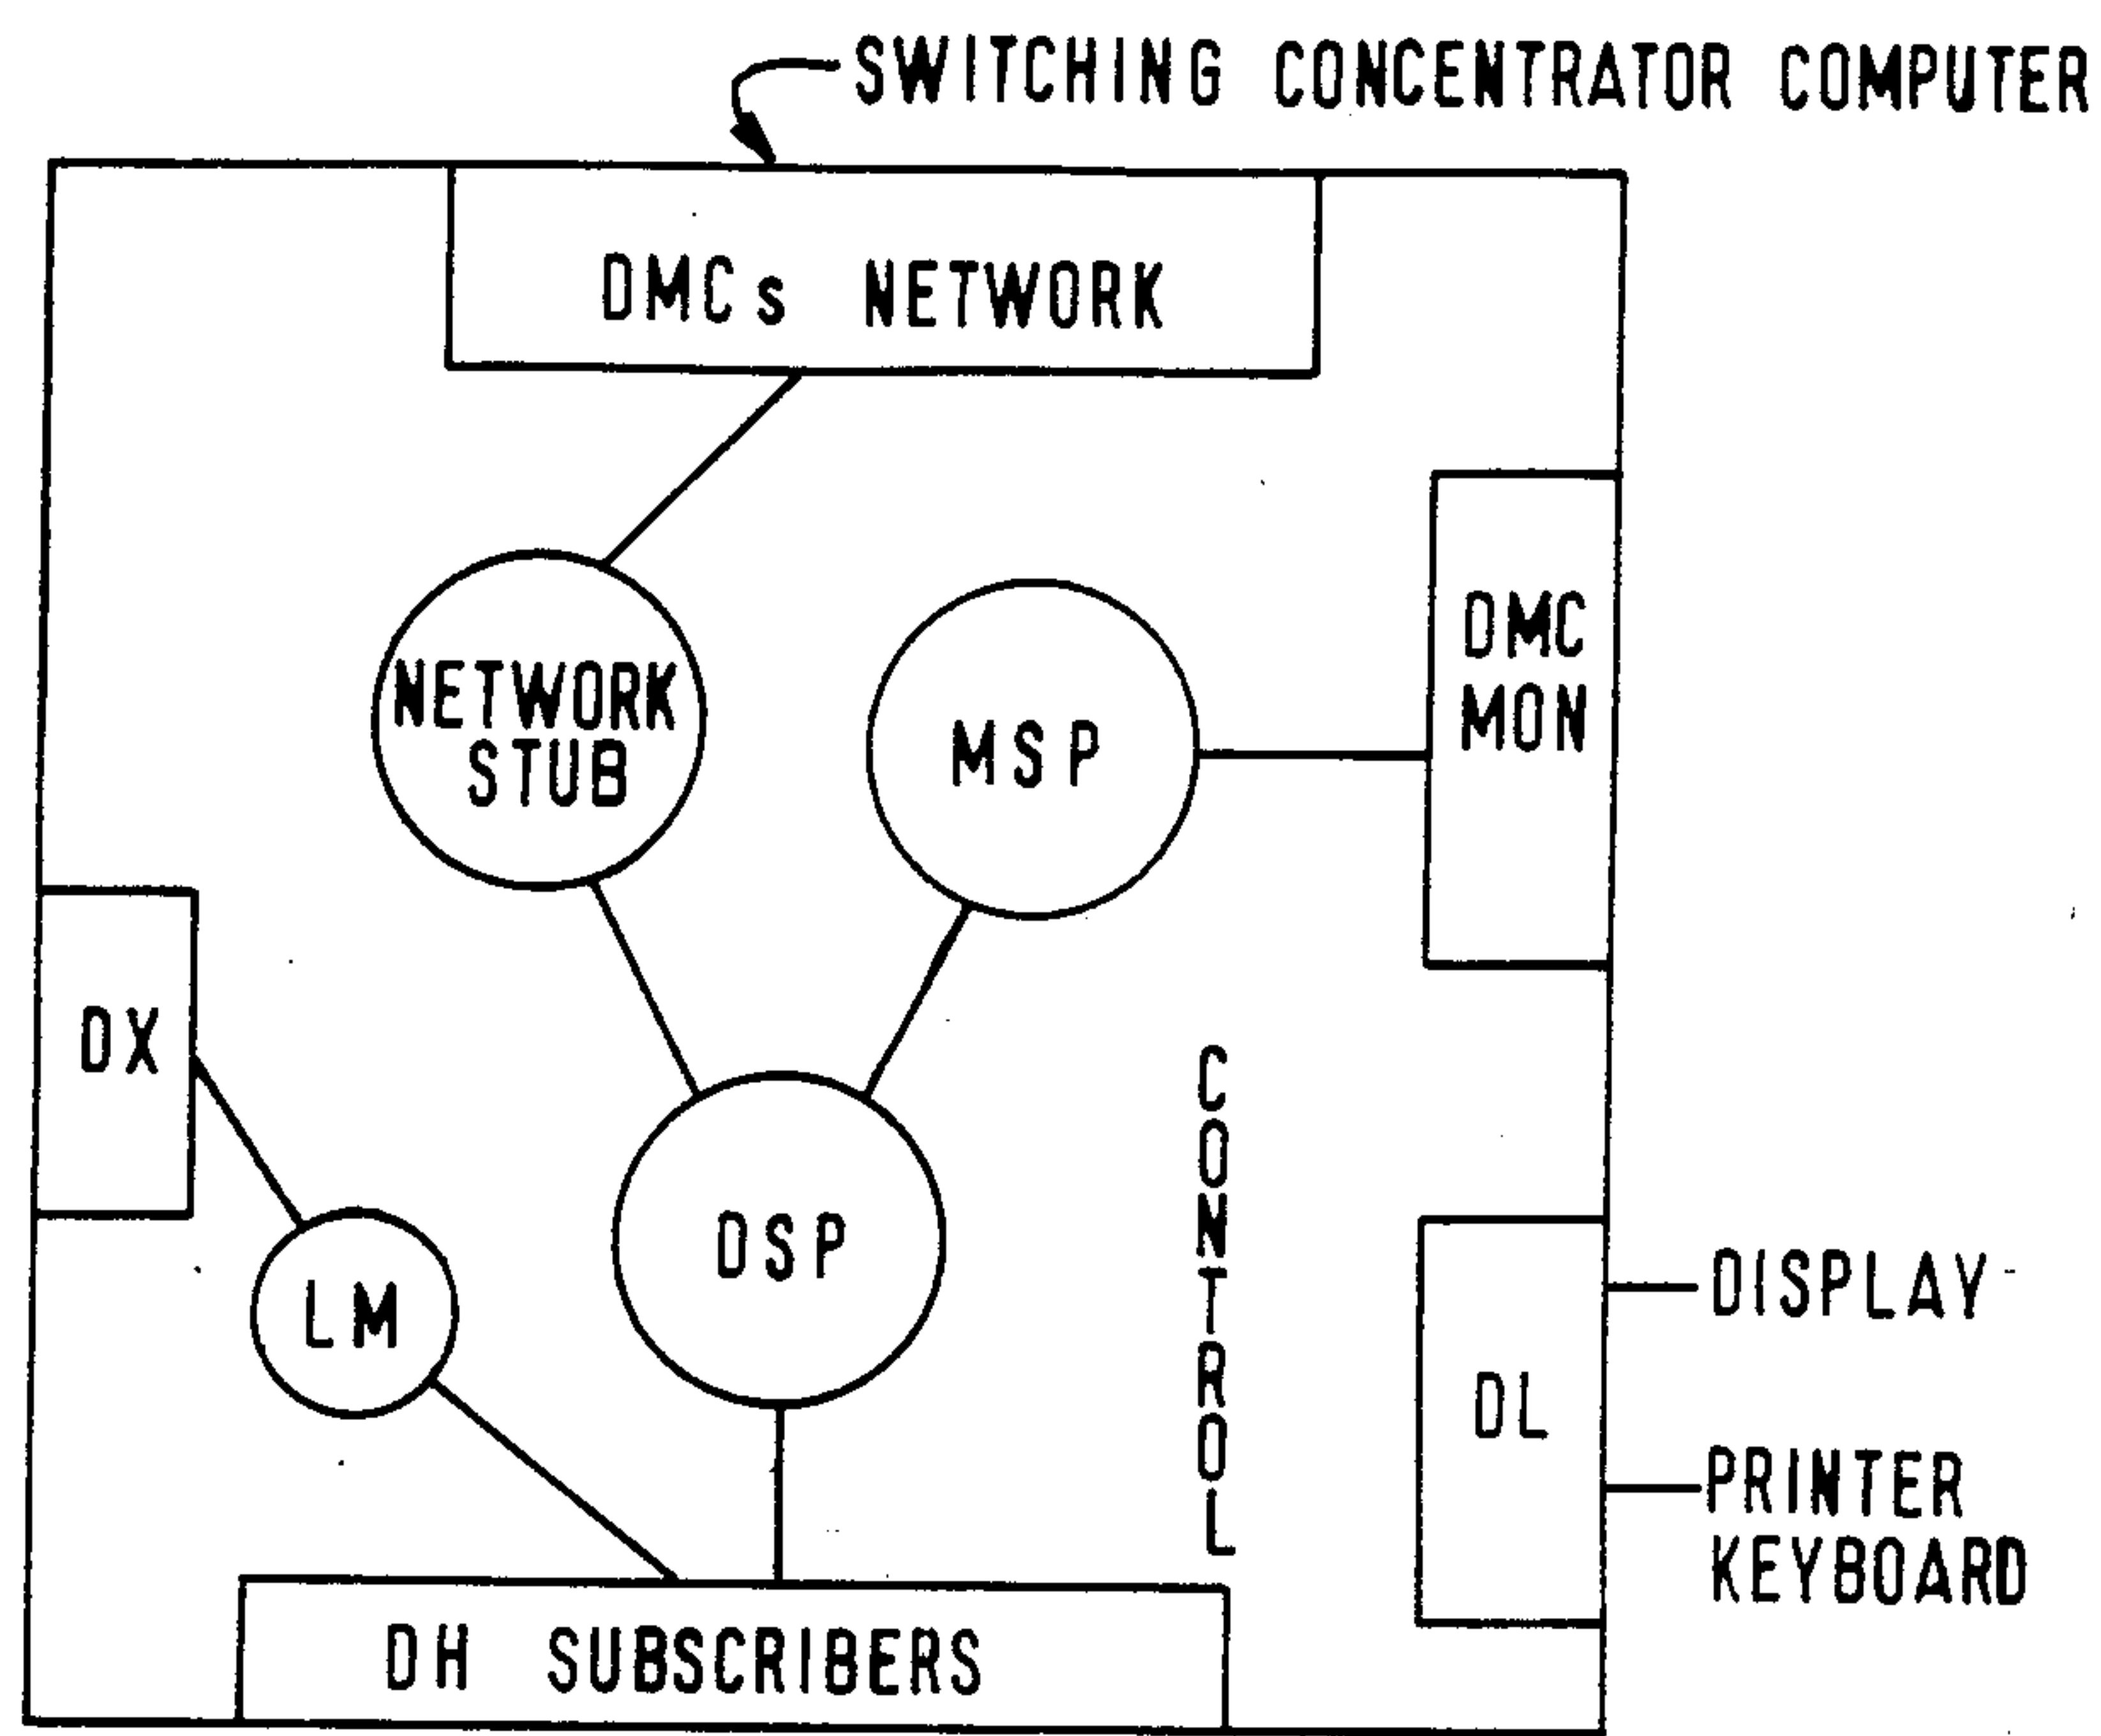 SWITCHING CONCENTRATOR COMPUTER
DMCs NETWORK
NETWORK
STUB
MSP
DMC
MON
DX
LM
DSP
CONTROL
DL
DISPLAY
PRINTER
KEYBOARD
DH SUBSCRIBERS